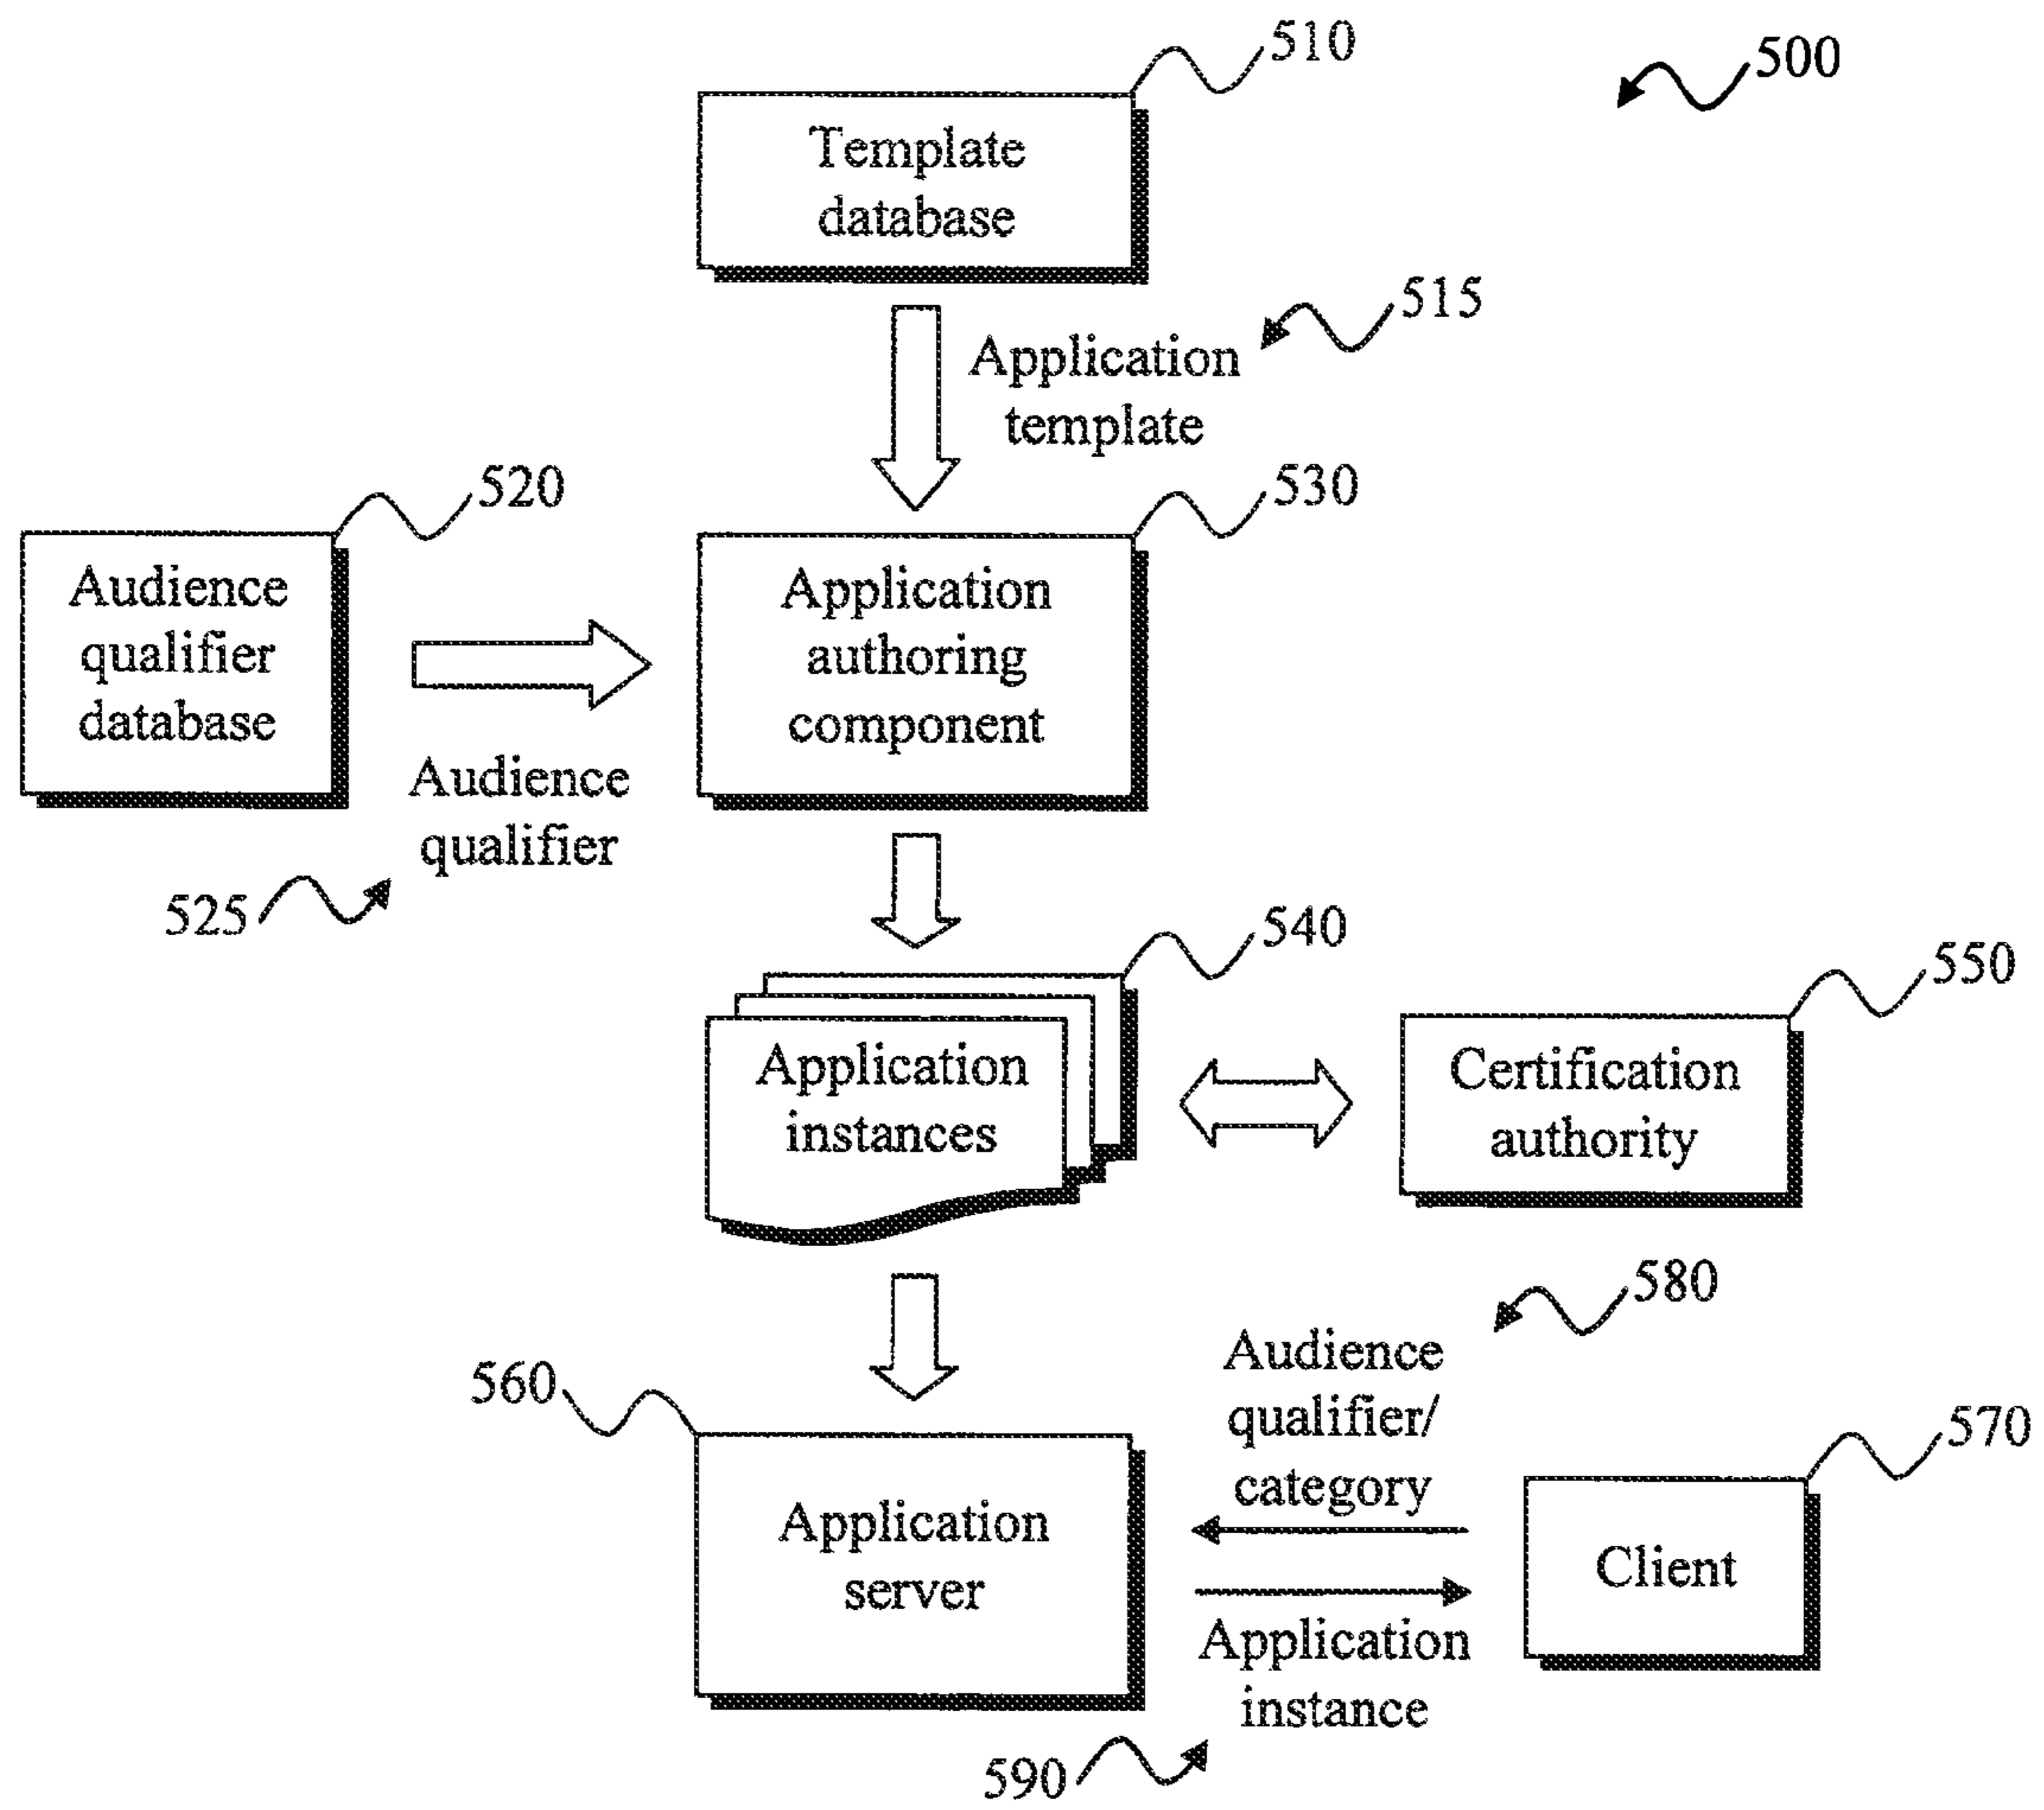 510
500
Template
database
515
Application
template
520
530
Audience
qualifier
database
Application
authoring
component
Audience
qualifier
525
540
550
Application
instances
Certification
authority
580
Audience
qualifier/
category
560
570
Application
server
Client
Application
instance
590